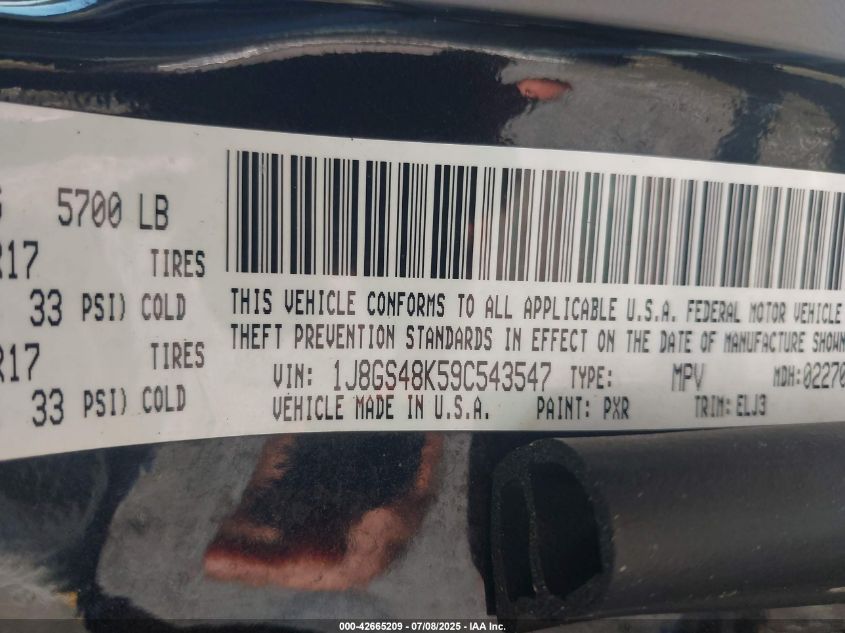 5700 LB
R17 TIRES
33 PSI) COLD
R17 TIRES
33 PSI) COLD
THIS VEHICLE CONFORMS TO ALL APPLICABLE U.S.A. FEDERAL MOTOR VEHICLE
THEFT PREVENTION STANDARDS IN EFFECT ON THE DATE OF MANUFACTURE SHOWN
VIN: 1J8GS48K59C543547 TYPE: MPV MDH:02270
VEHICLE MADE IN U.S.A. PAINT: PXR TRIM: ELJ3
000-42665209 - 07/08/2025 - IAA Inc.